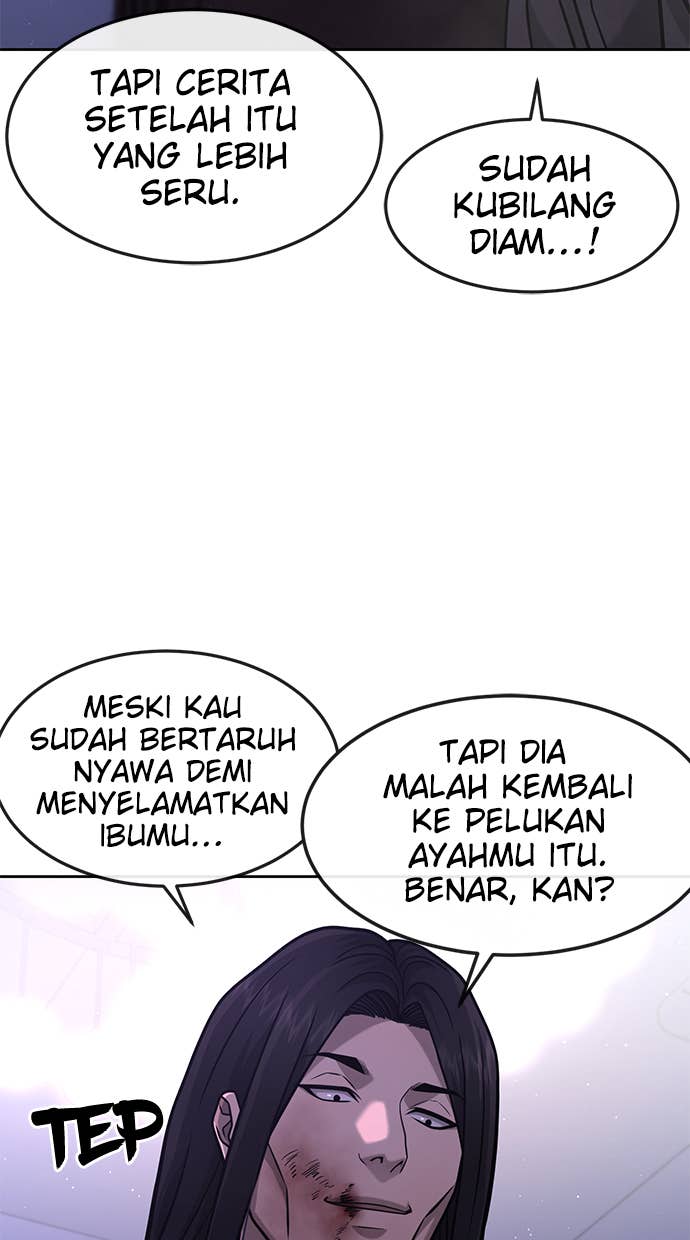 TAPI CERITA
SETELAH ITU
YANG LEBIH
SERU.
SUDAH
KUBILANG
DIAM...!
MESKI KAU
SUDAH BERTARUH
NYAWA DEMI
MENYELAMATKAN
IBUMU...
TAPI DIA
MALAH KEMBALI
KE PELUKAN
AYAHMU ITU.
BENAR, KAN?
TEP